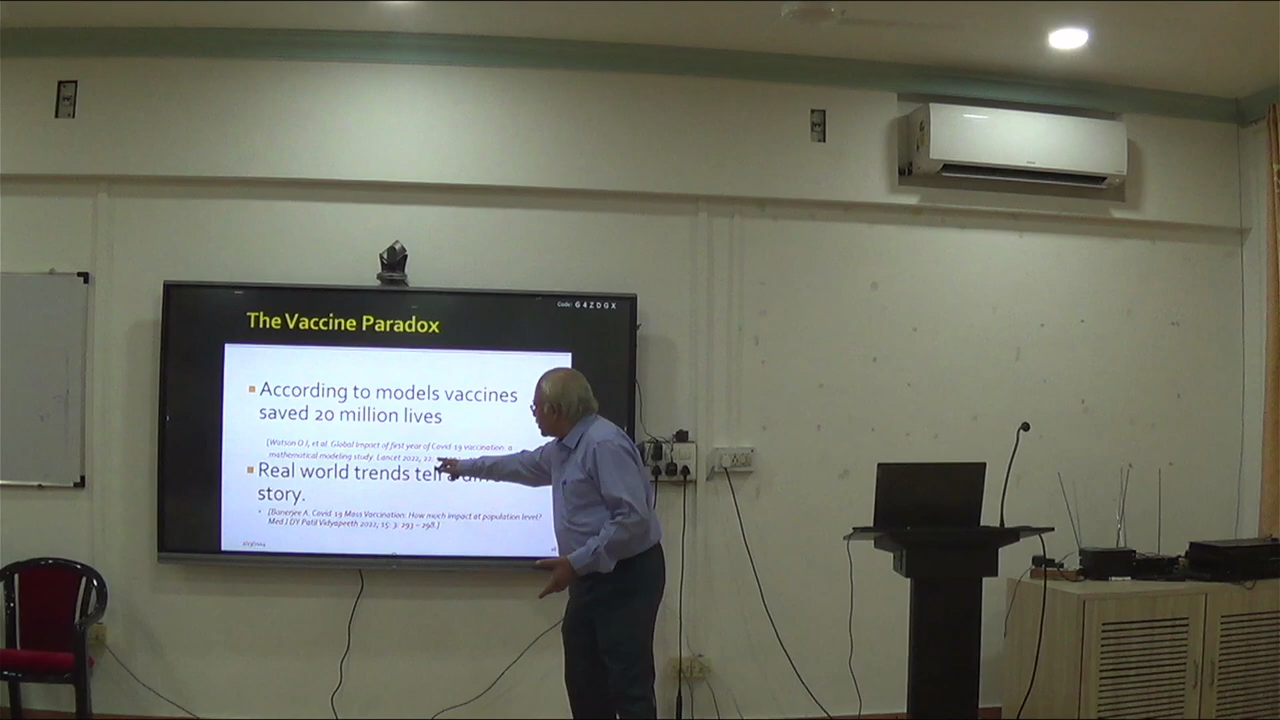 Code: G4ZDGX
The Vaccine Paradox
According to models vaccines
saved 20 million lives
[Watson O J, et al. Global Impact of first year of Covid 19 vaccination: a
mathematical modeling study. Lancet 2022, 22:
Real world trends tell a
story.
[Banerjee A. Covid 19 Mass Vaccination: How much impact at population level?
Med J DY Patil Vidyapeeth 2022; 15: 3: 293 – 298.]